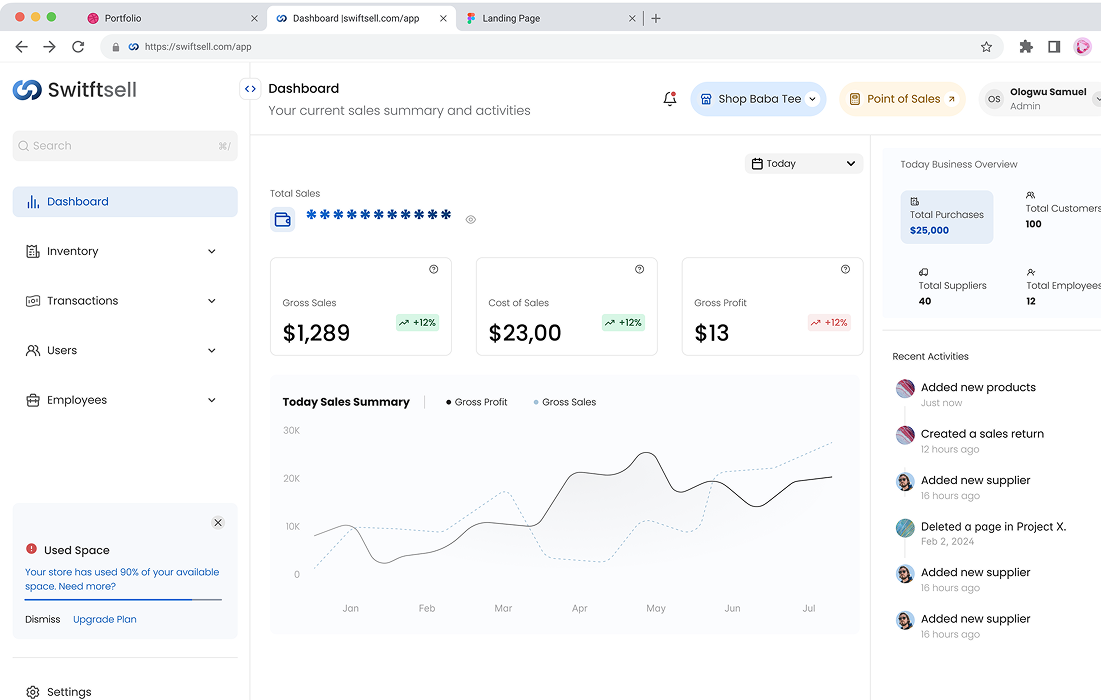 Portfolio
Dashboard |swiftsell.com/app
Landing Page
https://swiftsell.com/app
Switftsell
Search
⌘/
Dashboard
Inventory
Transactions
Users
Employees
Used Space
Your store has used 90% of your available
space. Need more?
Dismiss Upgrade Plan
Settings
Dashboard
Your current sales summary and activities
Shop Baba Tee
Point of Sales
OS
Ologwu Samuel
Admin
Today
Total Sales
***********
Gross Sales
$1,289
+12%
Cost of Sales
$23,00
+12%
Gross Profit
$13
+12%
Today Sales Summary
Gross Profit
Gross Sales
30K
20K
10K
0
Jan Feb Mar Apr May Jun Jul
Today Business Overview
Total Purchases
$25,000
Total Customers
100
Total Suppliers
40
Total Employees
12
Recent Activities
Added new products
Just now
Created a sales return
12 hours ago
Added new supplier
16 hours ago
Deleted a page in Project X.
Feb 2, 2024
Added new supplier
16 hours ago
Added new supplier
16 hours ago